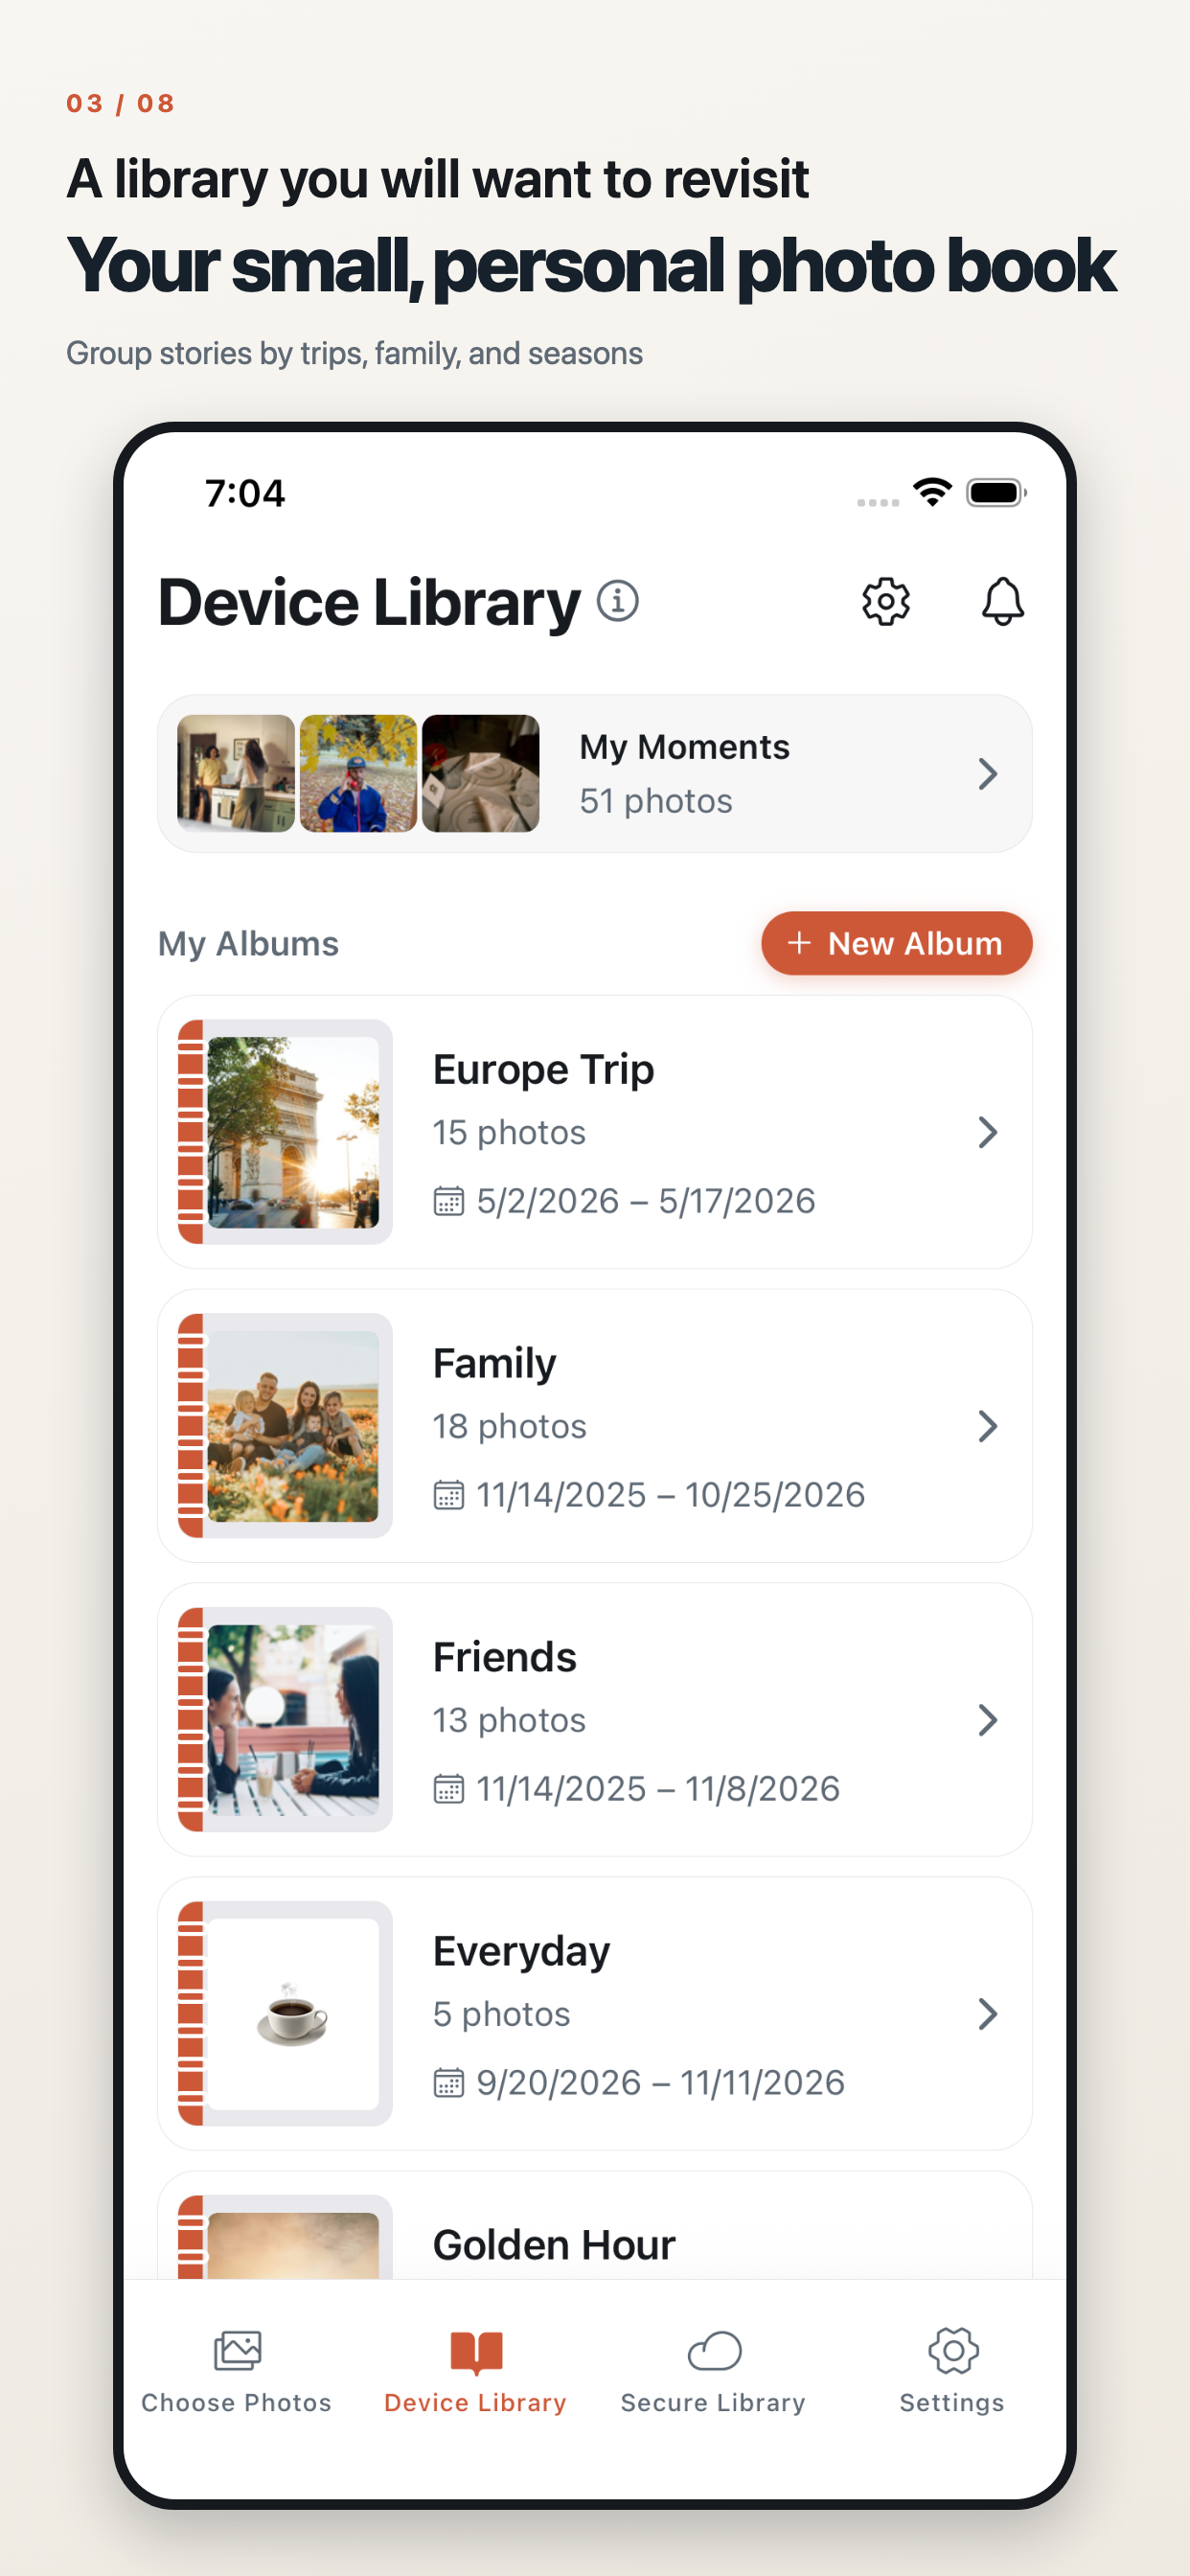 03 / 08
A library you will want to revisit
Your small, personal photo book
Group stories by trips, family, and seasons
7:04
Device Library
My Moments
51 photos
My Albums
+ New Album
Europe Trip
15 photos
5/2/2026 – 5/17/2026
Family
18 photos
11/14/2025 – 10/25/2026
Friends
13 photos
11/14/2025 – 11/8/2026
Everyday
5 photos
9/20/2026 – 11/11/2026
Golden Hour
Choose Photos
Device Library
Secure Library
Settings